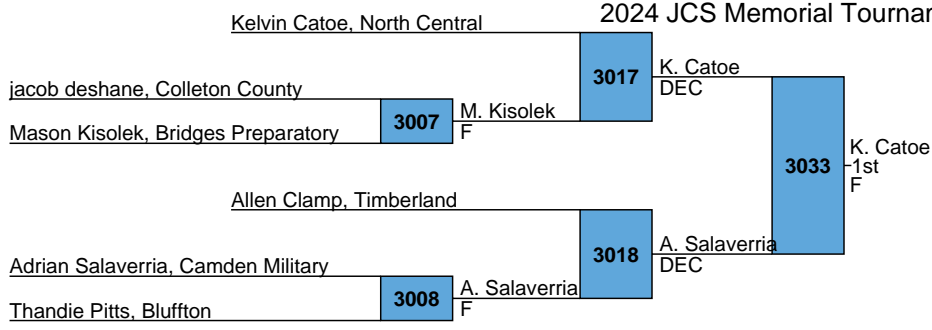 2024 JCS Memorial
Kelvin Catoe, North Central
3017
K. Catoe
DEC
jacob deshane, Colleton County
3007
M. Kisolek
F
Mason Kisolek, Bridges Preparatory
3033
K. Catoe
1st
F
Allen Clamp, Timberland
3018
A. Salaverria
DEC
Adrian Salaverria, Camden Military
3008
A. Salaverria
F
Thandie Pitts, Bluffton